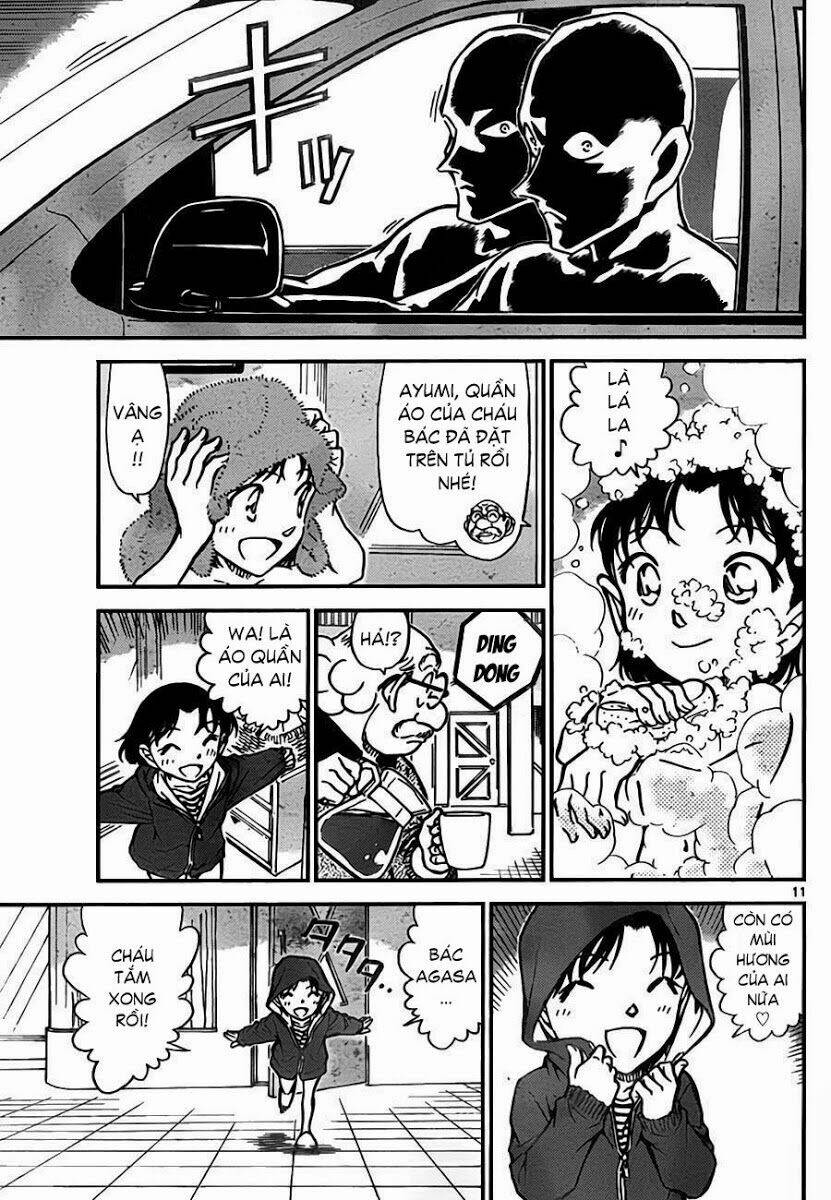 キッ
LÀ
LÁ
LA
♪
AYUMI, QUẦN
ÁO CỦA CHÁU
BÁC ĐÃ ĐẶT
TRÊN TỦ RỒI
NHÉ!
VÂNG
Ạ !!
DING
DONG
HẢ!?
WA! LÀ
ÁO QUẦN
CỦA AI!
11
CÒN CÓ
MÙI
HƯƠNG
CỦA AI
NỮA
♡
BÁC
AGASA
...
タタタ..
CHÁU
TẮM
XONG
RỒI!